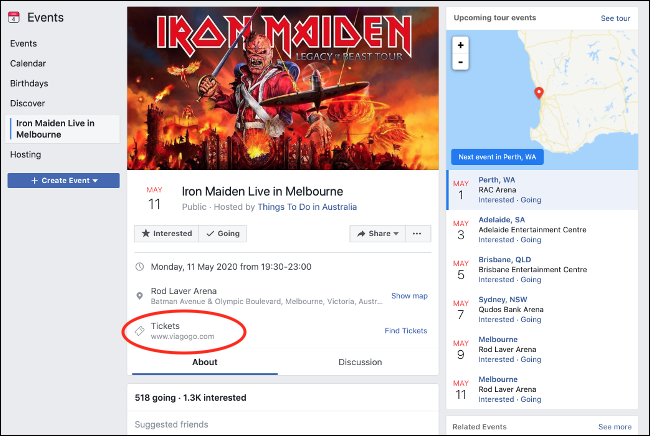 Events
Events
Calendar
Birthdays
Discover
Iron Maiden Live in
Melbourne
Hosting
+ Create Event
IRON MAIDEN
LEGACY OF THE BEAST TOUR
MAY
11
Iron Maiden Live in Melbourne
Public · Hosted by Things To Do in Australia
Interested
Going
Share
Monday, 11 May 2020 from 19:30-23:00
Rod Laver Arena
Batman Avenue & Olympic Boulevard, Melbourne, Victoria, Austr...
Show map
Tickets
www.viagogo.com
Find Tickets
About
Discussion
518 going · 1.3K interested
Suggested friends
Upcoming tour events
See tour
+
-
Next event in Perth, WA
MAY
1
Perth, WA
RAC Arena
Interested · Going
MAY
3
Adelaide, SA
Adelaide Entertainment Centre
Interested · Going
MAY
5
Brisbane, QLD
Brisbane Entertainment Centre
Interested · Going
MAY
7
Sydney, NSW
Qudos Bank Arena
Interested · Going
MAY
9
Melbourne
Rod Laver Arena
Interested · Going
MAY
11
Melbourne
Rod Laver Arena
Interested · Going
Related Events
See more